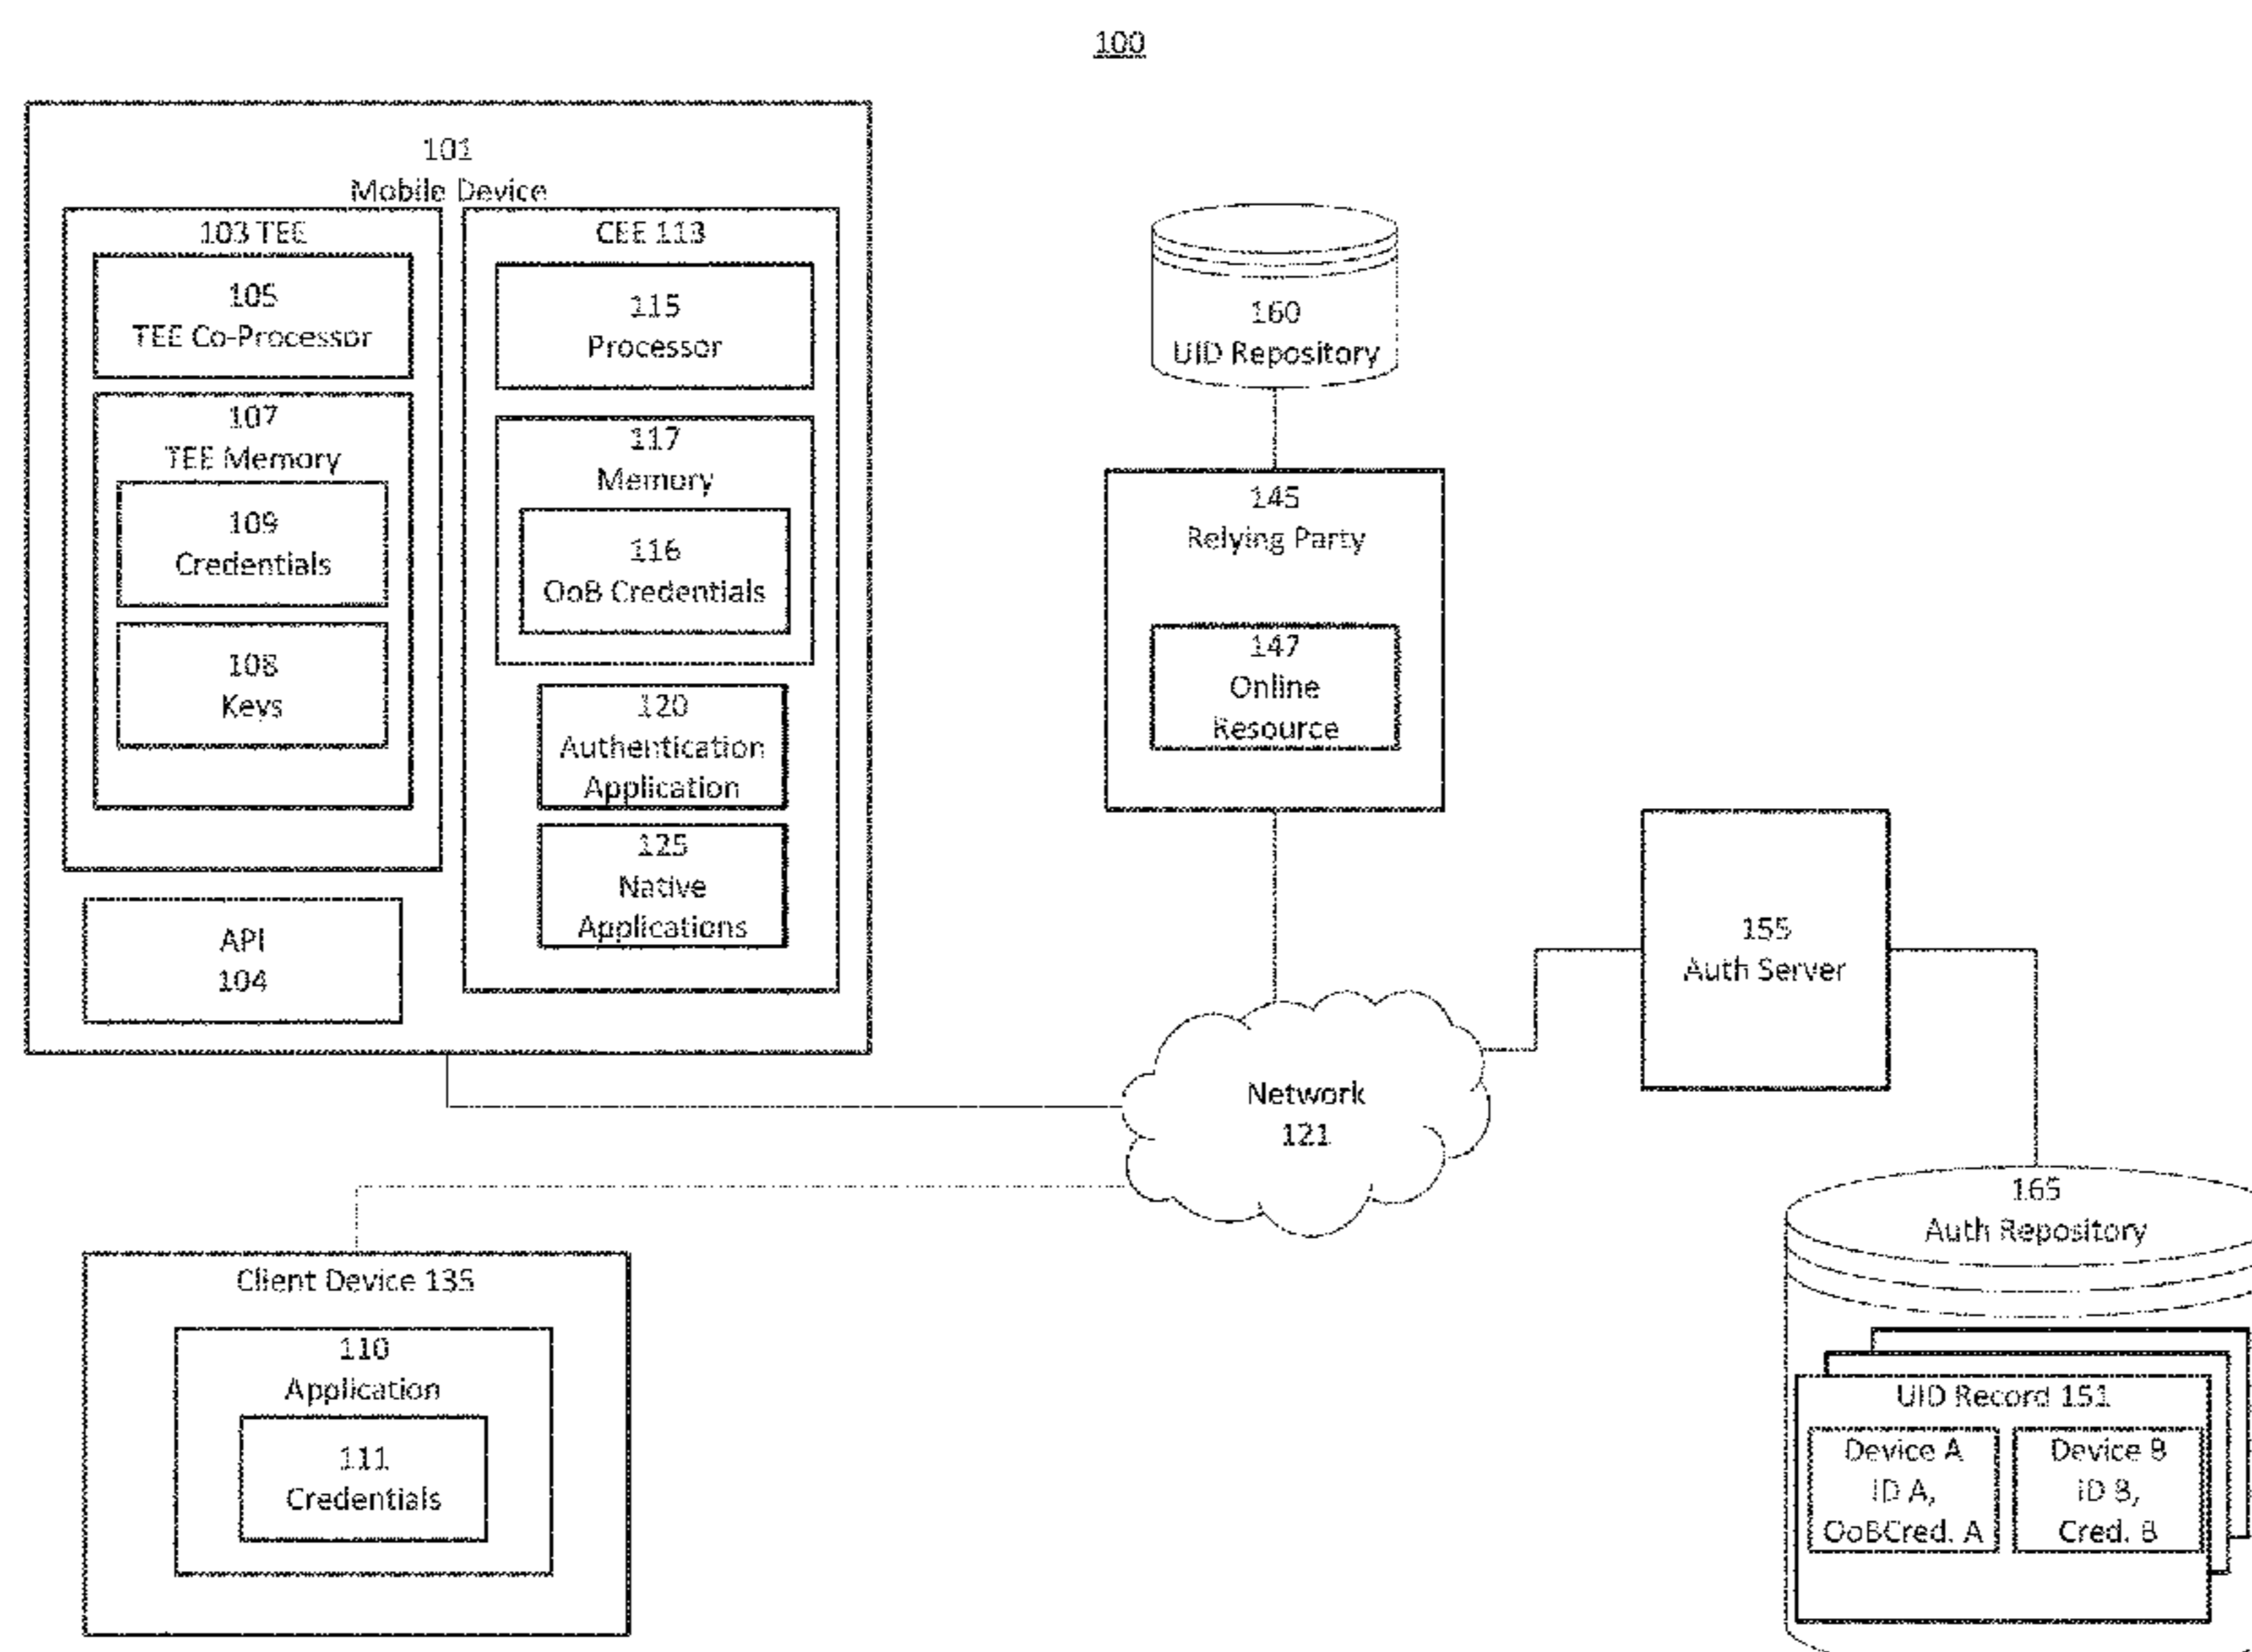 100
101
Mobile Device
103 TEE
105
TEE Co-Processor
107
TEE Memory
109
Credentials
108
Keys
API
104
CEE 113
115
Processor
117
Memory
116
OoB Credentials
120
Authentication
Application
125
Native
Applications
160
UID Repository
145
Relying Party
147
Online
Resource
155
Auth Server
Network
121
165
Auth Repository
UID Record 151
Device A
ID A,
OoBCred. A
Device B
ID B,
Cred. B
Client Device 135
110
Application
111
Credentials